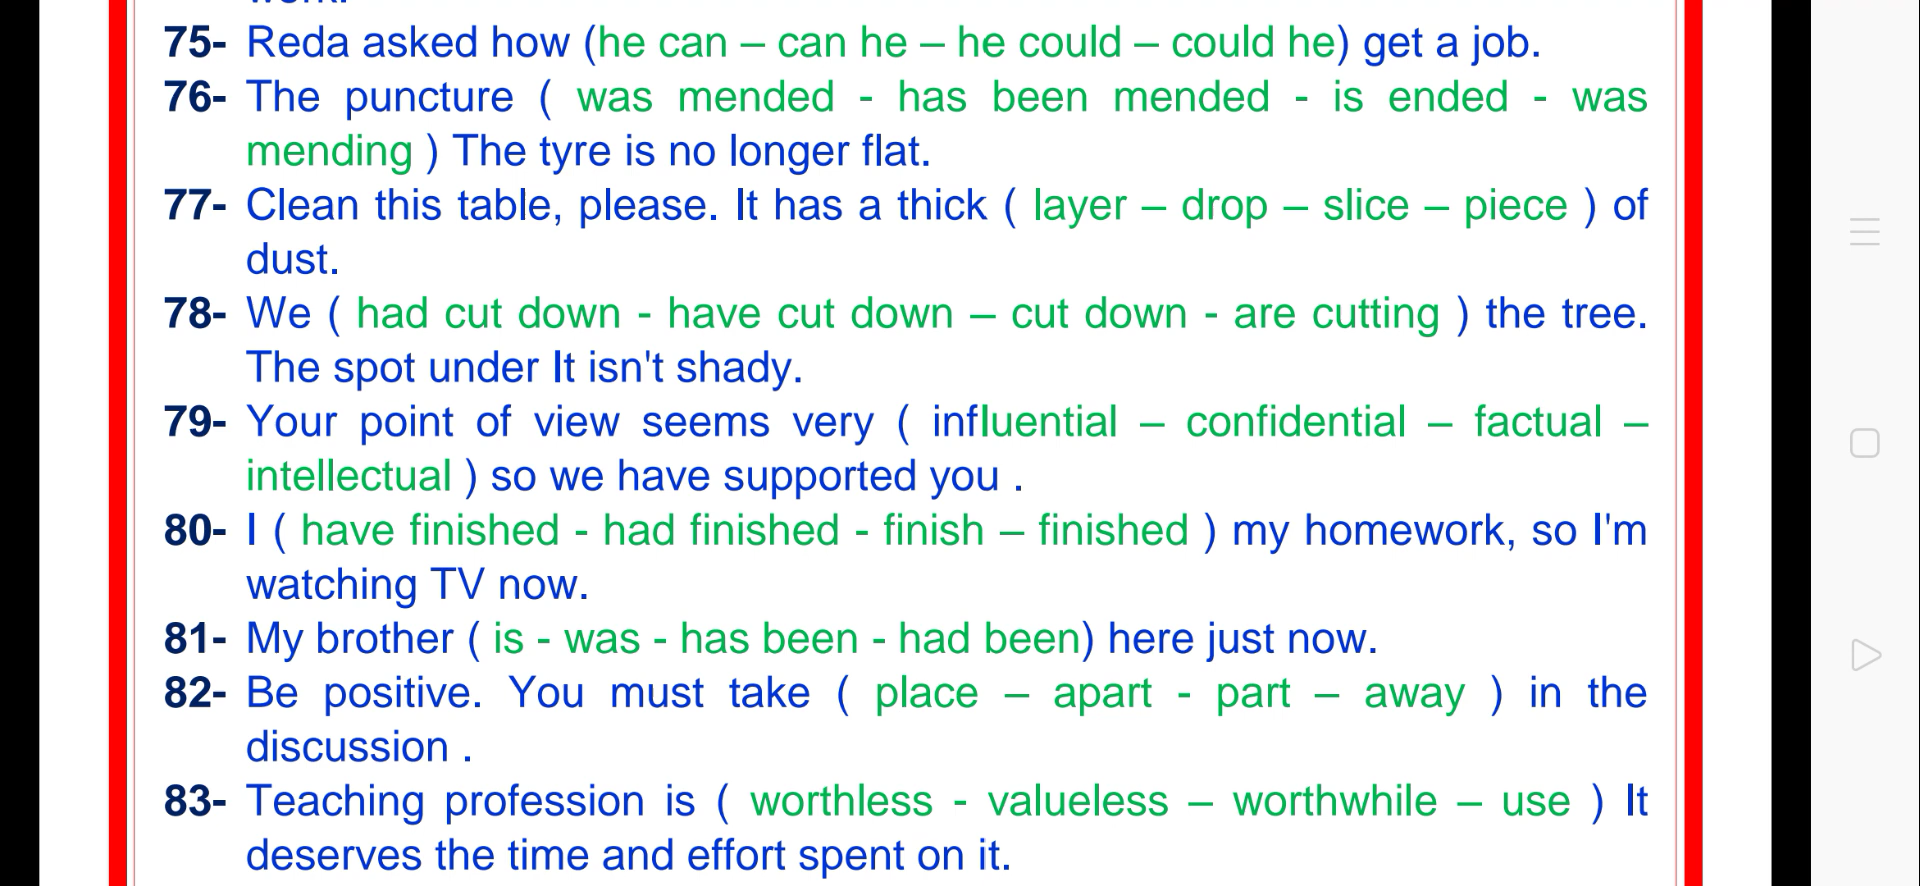 work.
75- Reda asked how (he can – can he – he could – could he) get a job.
76- The puncture ( was mended - has been mended - is ended - was
mending ) The tyre is no longer flat.
77- Clean this table, please. It has a thick ( layer – drop – slice – piece ) of
dust.
78- We ( had cut down - have cut down – cut down - are cutting ) the tree.
The spot under It isn't shady.
79- Your point of view seems very ( influential – confidential – factual –
intellectual ) so we have supported you .
80- I ( have finished - had finished - finish – finished ) my homework, so I'm
watching TV now.
81- My brother ( is - was - has been - had been) here just now.
82- Be positive. You must take ( place – apart - part – away ) in the
discussion .
83- Teaching profession is ( worthless - valueless – worthwhile – use ) It
deserves the time and effort spent on it.